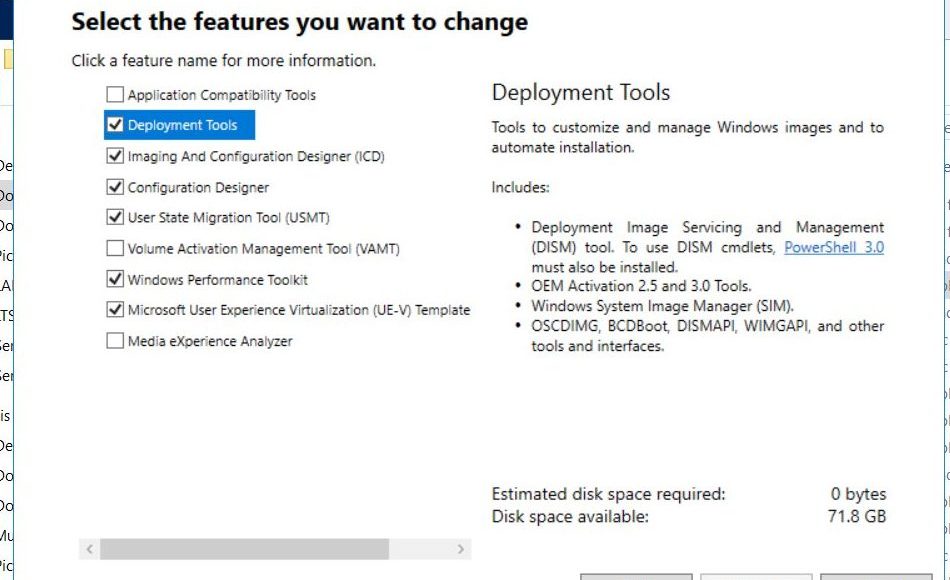 Select the features you want to change
Click a feature name for more information.
Application Compatibility Tools
Deployment Tools
Imaging And Configuration Designer (ICD)
Configuration Designer
User State Migration Tool (USMT)
Volume Activation Management Tool (VAMT)
Windows Performance Toolkit
Microsoft User Experience Virtualization (UE-V) Template
Media eXperience Analyzer
Deployment Tools
Tools to customize and manage Windows images and to
automate installation.
Includes:
• Deployment Image Servicing and Management
(DISM) tool. To use DISM cmdlets, PowerShell 3.0
must also be installed.
• OEM Activation 2.5 and 3.0 Tools.
• Windows System Image Manager (SIM).
• OSCDIMG, BCDBoot, DISMAPI, WIMGAPI, and other
tools and interfaces.
Estimated disk space required: 0 bytes
Disk space available: 71.8 GB